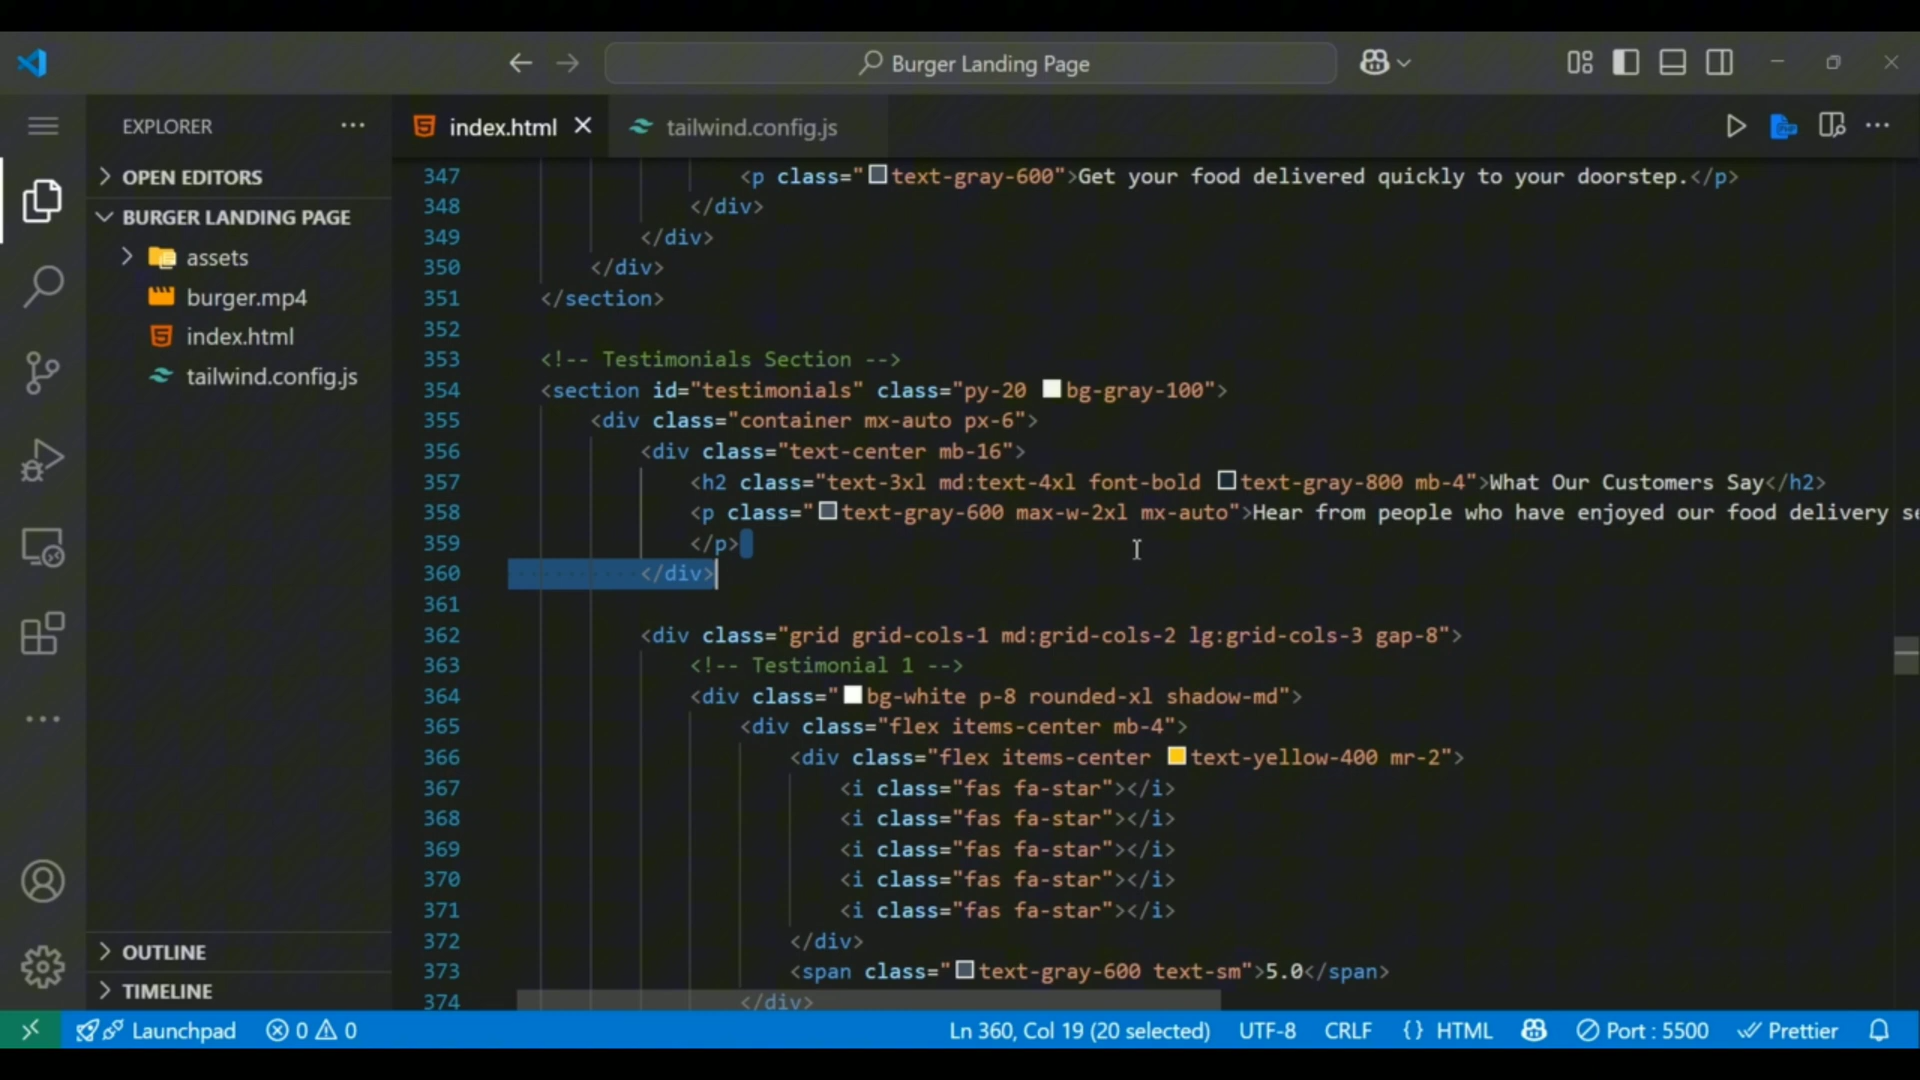 Burger Landing Page
EXPLORER
index.html
tailwind.config.js
OPEN EDITORS
BURGER LANDING PAGE
assets
burger.mp4
index.html
tailwind.config.js
OUTLINE
TIMELINE
347 <p class="text-gray-600">Get your food delivered quickly to your doorstep.</p>
348 </div>
349 </div>
350 </div>
351 </section>
352
353 <!-- Testimonials Section -->
354 <section id="testimonials" class="py-20 bg-gray-100">
355 <div class="container mx-auto px-6">
356 <div class="text-center mb-16">
357 <h2 class="text-3xl md:text-4xl font-bold text-gray-800 mb-4">What Our Customers Say</h2>
358 <p class="text-gray-600 max-w-2xl mx-auto">Hear from people who have enjoyed our food delivery se
359 </p>
360 </div>
361
362 <div class="grid grid-cols-1 md:grid-cols-2 lg:grid-cols-3 gap-8">
363 <!-- Testimonial 1 -->
364 <div class="bg-white p-8 rounded-xl shadow-md">
365 <div class="flex items-center mb-4">
366 <div class="flex items-center text-yellow-400 mr-2">
367 <i class="fas fa-star"></i>
368 <i class="fas fa-star"></i>
369 <i class="fas fa-star"></i>
370 <i class="fas fa-star"></i>
371 <i class="fas fa-star"></i>
372 </div>
373 <span class="text-gray-600 text-sm">5.0</span>
374 </div>
Launchpad 0 0 Ln 360, Col 19 (20 selected) UTF-8 CRLF {} HTML Port : 5500 Prettier